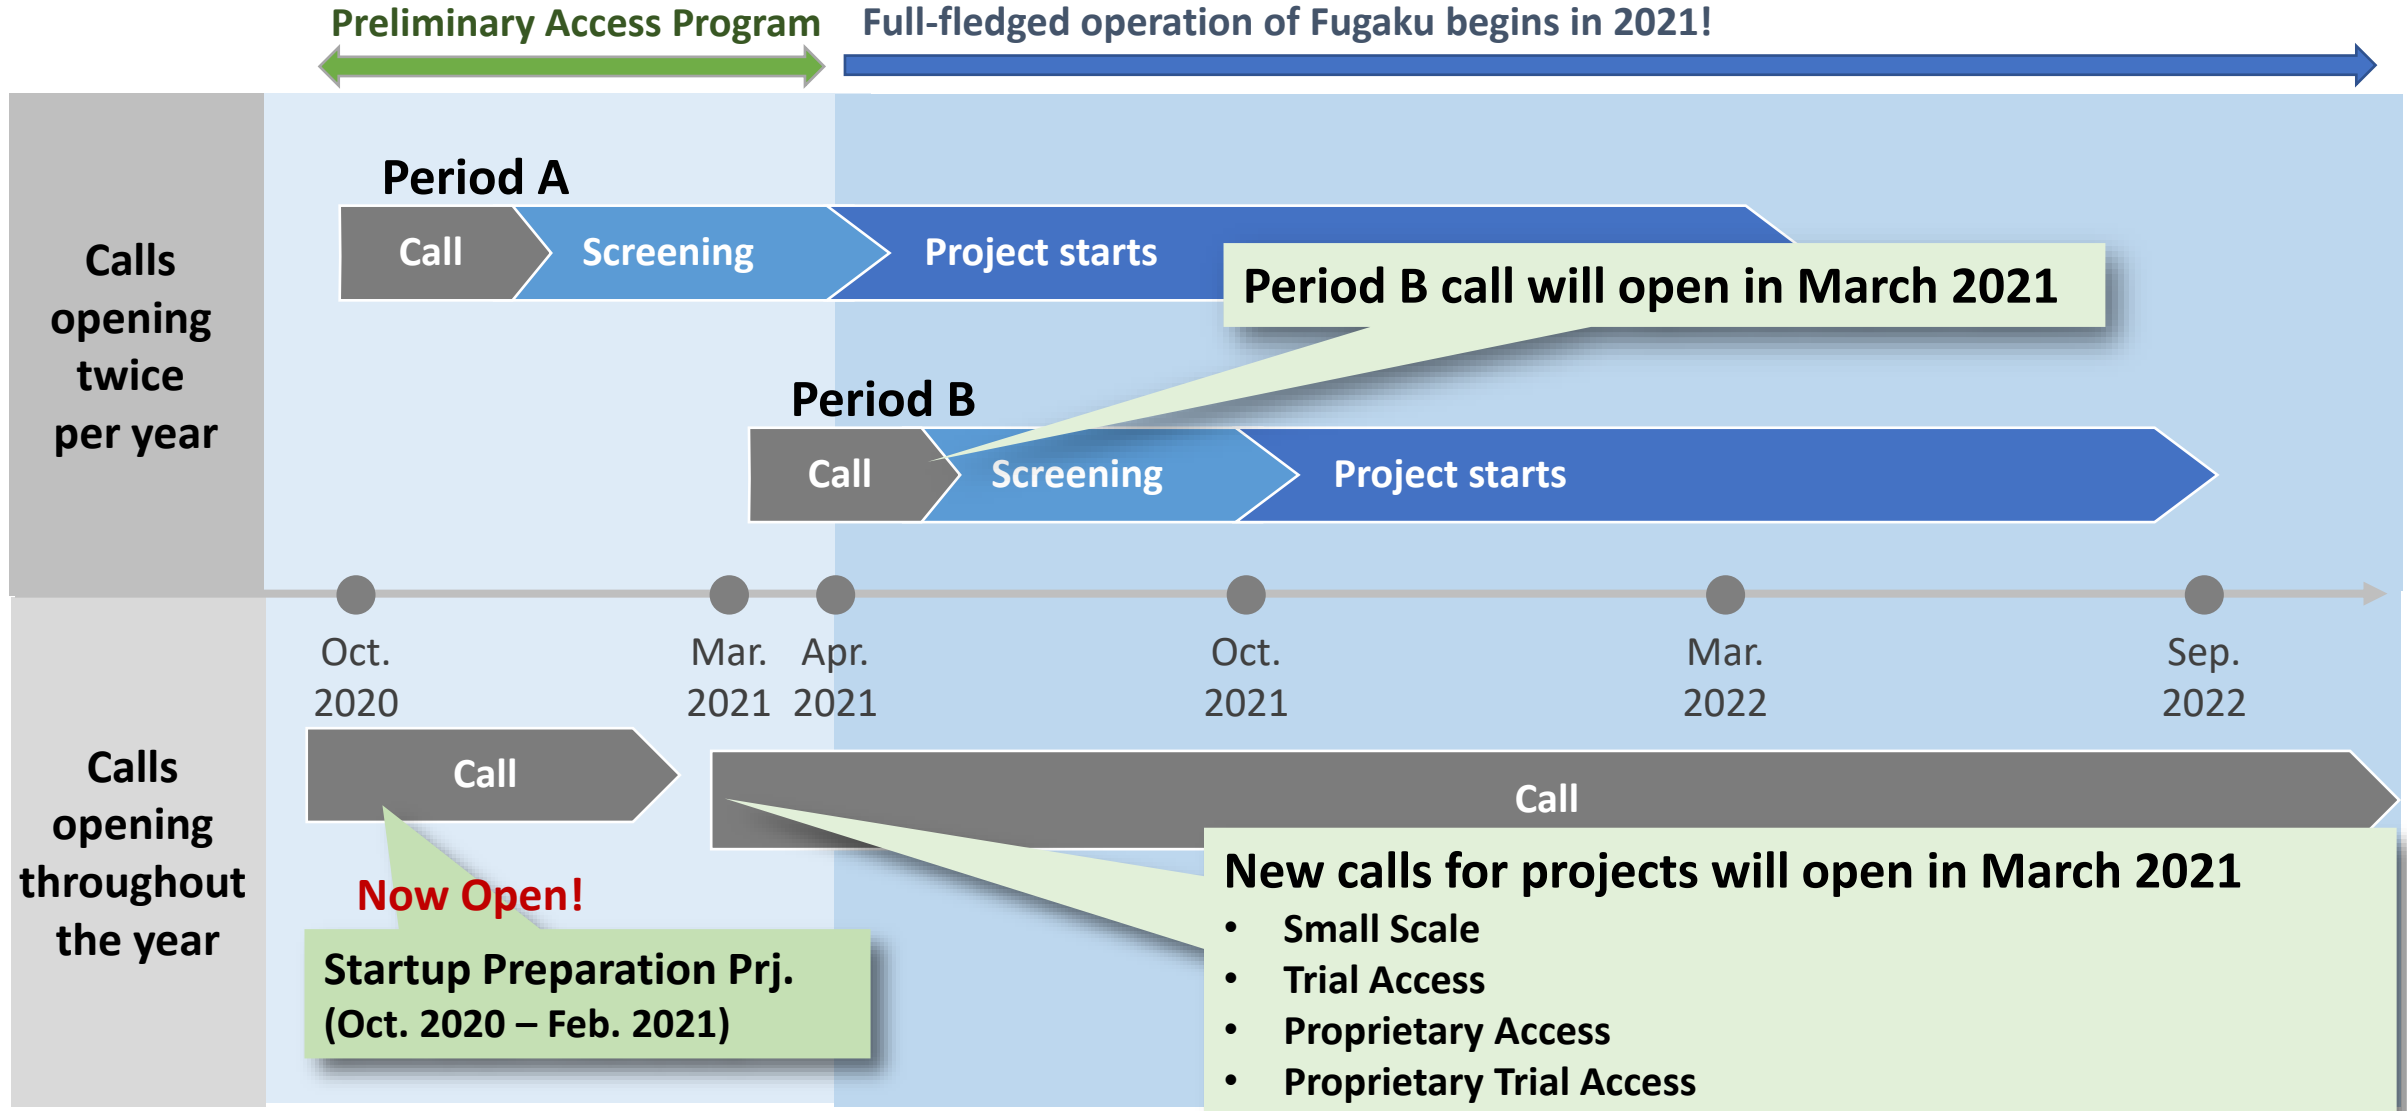 Preliminary Access Program
Full-fledged operation of Fugaku begins in 2021!
Calls
opening
twice
per year
Period A
Call
Screening
Project starts
Period B call will open in March 2021
Period B
Call
Screening
Project starts
Oct.
2020
Mar.
2021
Apr.
2021
Oct.
2021
Mar.
2022
Sep.
2022
Calls
opening
throughout
the year
Call
Call
Now Open!
Startup Preparation Prj.
(Oct. 2020 – Feb. 2021)
New calls for projects will open in March 2021
• Small Scale
• Trial Access
• Proprietary Access
• Proprietary Trial Access